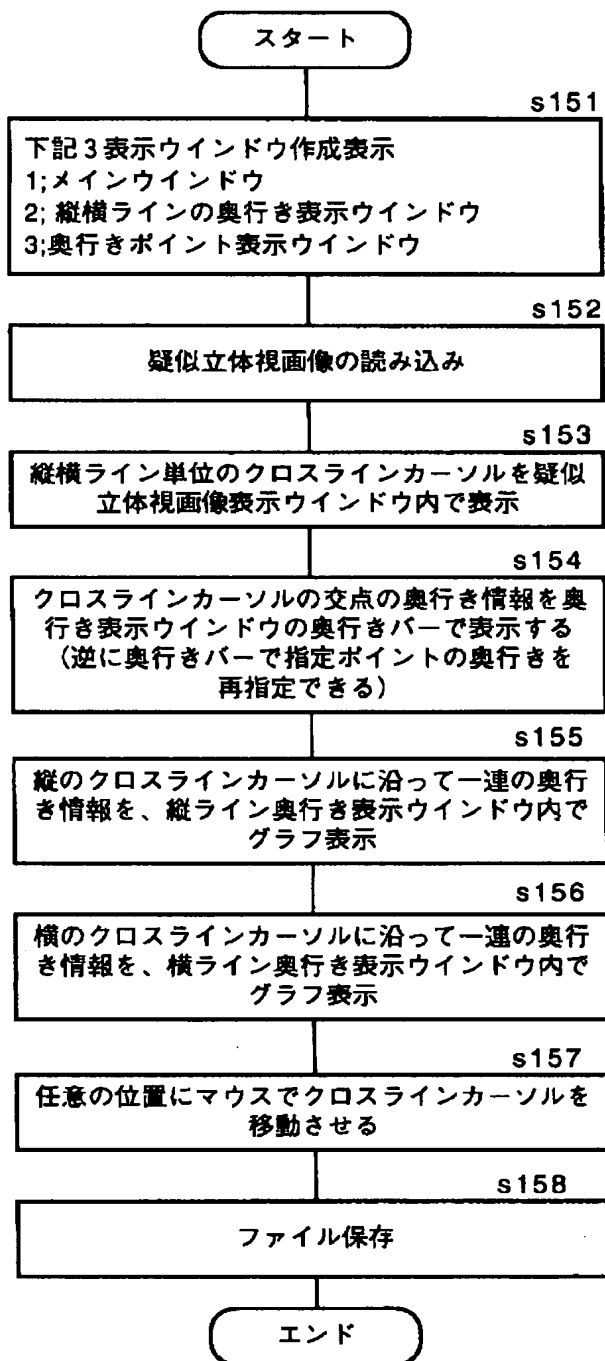 スタート
s151
下記3表示ウインドウ作成表示
1;メインウインドウ
2; 縦横ラインの奥行き表示ウインドウ
3;奥行きポイント表示ウインドウ
s152
疑似立体視画像の読み込み
s153
縦横ライン単位のクロスラインカーソルを疑似
立体視画像表示ウインドウ内で表示
s154
クロスラインカーソルの交点の奥行き情報を奥
行き表示ウインドウの奥行きバーで表示する
(逆に奥行きバーで指定ポイントの奥行きを
再指定できる)
s155
縦のクロスラインカーソルに沿って一連の奥行
き情報を、縦ライン奥行き表示ウインドウ内で
グラフ表示
s156
横のクロスラインカーソルに沿って一連の奥行
き情報を、横ライン奥行き表示ウインドウ内で
グラフ表示
s157
任意の位置にマウスでクロスラインカーソルを
移動させる
s158
ファイル保存
エンド